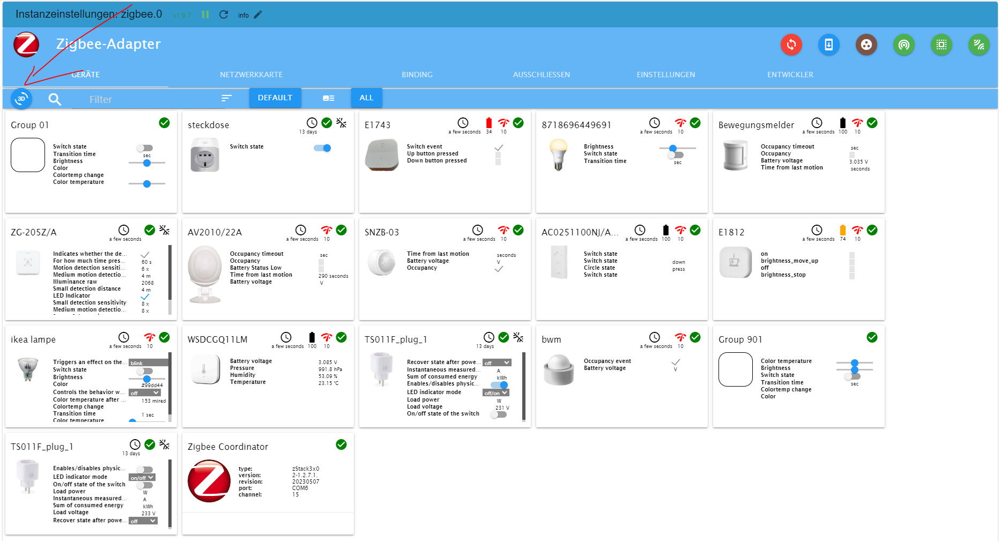 Instanzeinstellungen: zigbee.0 v1.9.7 info
Zigbee-Adapter
GERÄTE NETZWERKKARTE BINDING AUSSCHLIESSEN EINSTELLUNGEN ENTWICKLER
3D Filter DEFAULT ALL
Group 01
Switch state
Transition time sec
Brightness
Color
Colortemp change
Color temperature
steckdose
13 days
Switch state
E1743
a few seconds 34 10
Switch event
Up button pressed
Down button pressed
8718696449691
a few seconds 10
Brightness
Switch state
Transition time sec
Bewegungsmelder
a few seconds 100 10
Occupancy timeout sec
Occupancy
Battery voltage 3.035 V
Time from last motion seconds
ZG-205Z/A
a few seconds
Indicates whether the de...
For how much time pres... 60 s
Motion detection sensiti... 6 x
Medium motion detectio... 4 m
Illuminance raw 2068
Small detection distance 4 m
LED Indicator
Small detection sensitivity 8 x
Medium motion detectio... 8 x
AV2010/22A
a few seconds 10
Occupancy timeout sec
Occupancy
Battery Status Low
Time from last motion 290 seconds
Battery voltage V
SNZB-03
a few seconds 10
Time from last motion seconds
Battery voltage V
Occupancy
AC0251100NJ/A...
a few seconds 100 10
Switch state
Switch state down
Circle state press
Switch state
E1812
a few seconds 74 10
on
brightness_move_up
off
brightness_stop
ikea lampe
a few seconds 10
Triggers an effect on the... blink
Switch state
Brightness
Color #99dd44
Controls the behavior w... off
Color temperature after ... 153 mired
Colortemp change
Transition time 1 sec
Color temperature
WSDCGQ11LM
a few seconds 100 10
Battery voltage 3.085 V
Pressure 991.8 hPa
Humidity 53.09 %
Temperature 23.15 °C
TS011F_plug_1
13 days
Recover state after powe... off
Instantaneous measured... A
Sum of consumed energy kWh
Enables/disables physic...
LED indicator mode off/on
Load power W
Load voltage 231 V
On/off state of the switch
bwm
a few seconds 10
Occupancy event
Battery voltage V
Group 901
Color temperature
Brightness
Switch state
Transition time sec
Colortemp change
Color
TS011F_plug_1
13 days
Enables/disables physic...
LED indicator mode on/off
On/off state of the switch
Load power W
Instantaneous measured... A
Sum of consumed energy kWh
Load voltage 233 V
Recover state after powe... off
Zigbee Coordinator
type: zStack3x0
version: 2-1.2.7.1.
revision: 20230507
port: COM6
channel: 15